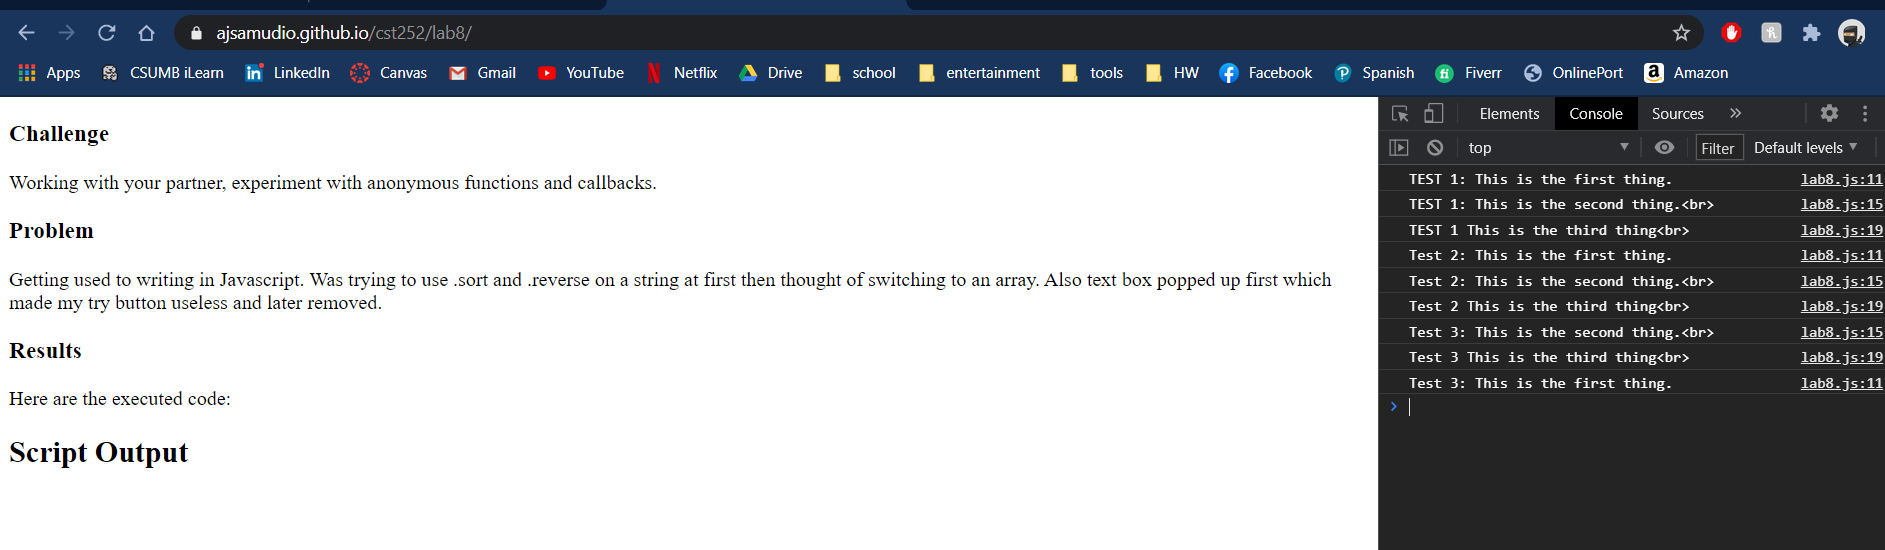 ajsamudio.github.io/cst252/lab8/
Apps CSUMB iLearn LinkedIn Canvas Gmail YouTube Netflix Drive school entertainment tools HW Facebook Spanish Fiverr OnlinePort Amazon
Challenge
Working with your partner, experiment with anonymous functions and callbacks.
Problem
Getting used to writing in Javascript. Was trying to use .sort and .reverse on a string at first then thought of switching to an array. Also text box popped up first which
made my try button useless and later removed.
Results
Here are the executed code:
Script Output
Elements Console Sources »
top Filter Default levels
TEST 1: This is the first thing. lab8.js:11
TEST 1: This is the second thing.<br> lab8.js:15
TEST 1 This is the third thing<br> lab8.js:19
Test 2: This is the first thing. lab8.js:11
Test 2: This is the second thing.<br> lab8.js:15
Test 2 This is the third thing<br> lab8.js:19
Test 3: This is the second thing.<br> lab8.js:15
Test 3 This is the third thing<br> lab8.js:19
Test 3: This is the first thing. lab8.js:11